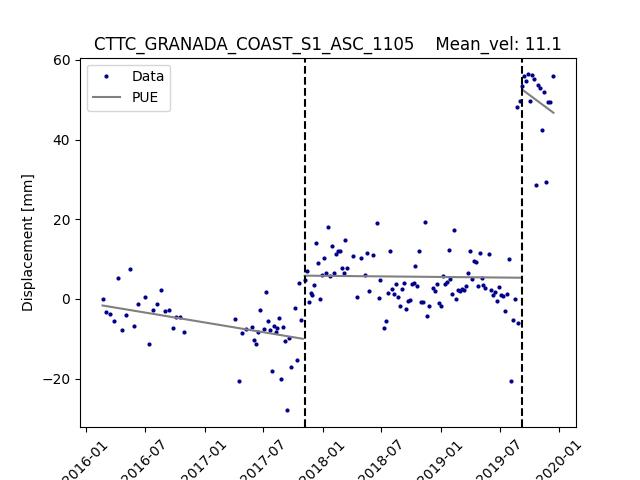 CTTC_GRANADA_COAST_S1_ASC_1105    Mean_vel: 11.1
Data
PUE
Displacement [mm]
60
40
20
0
−20
2016-01 2016-07 2017-01 2017-07 2018-01 2018-07 2019-01 2019-07 2020-01